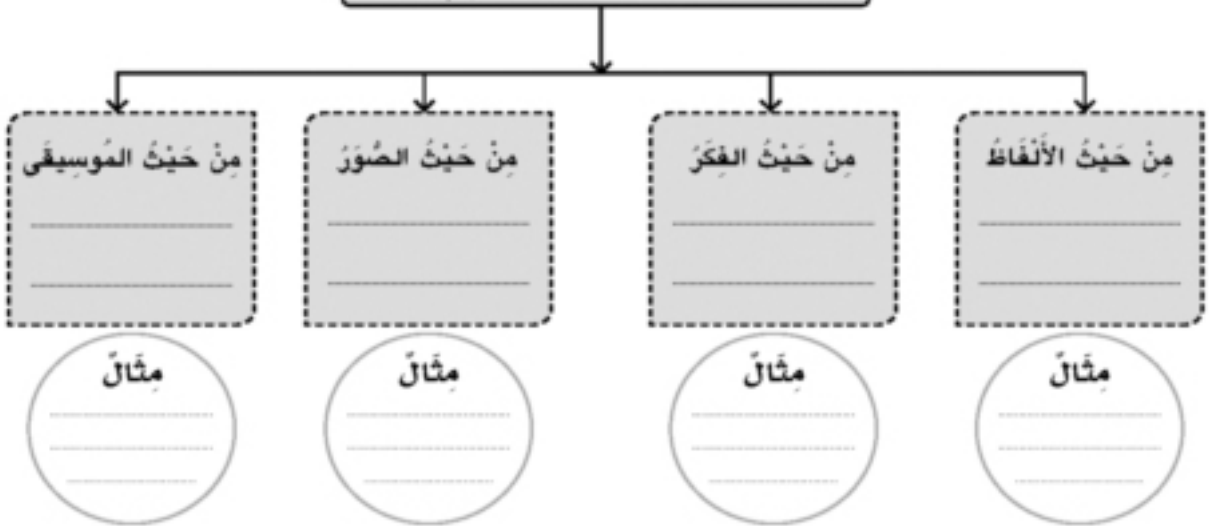 مِنْ حَيْثُ الأَلْفَاظُ
مِنْ حَيْثُ الفِكَرُ
مِنْ حَيْثُ الصُّوَرُ
مِنْ حَيْثُ المُوسِيقَى
مِثَالٌ
مِثَالٌ
مِثَالٌ
مِثَالٌ